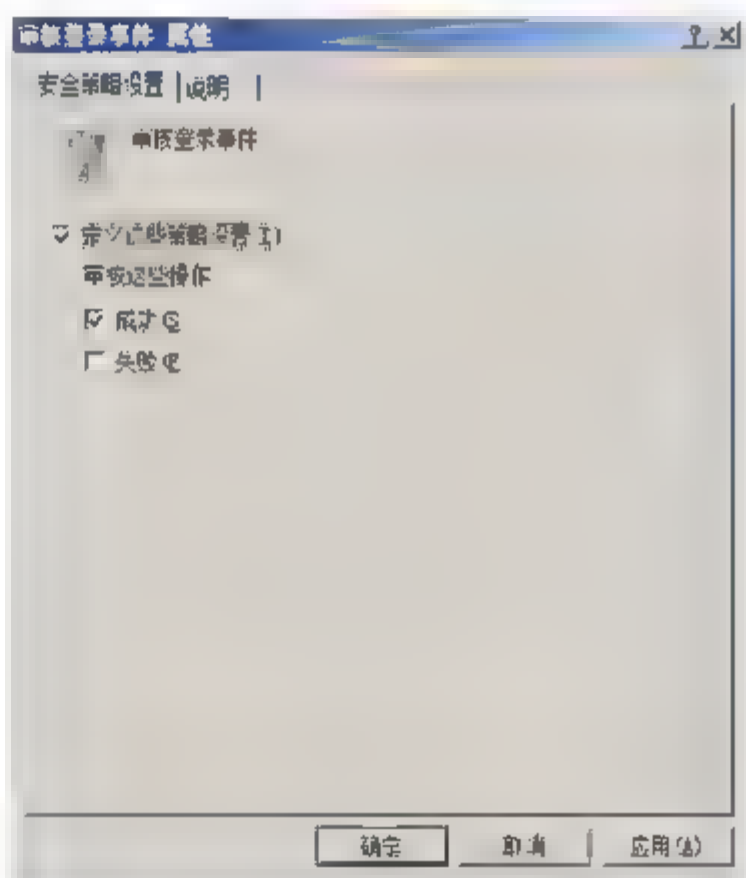 审核登录事件 属性
安全策略设置 说明
审核登录事件
定义这些策略设置(D)
审核这些操作
成功(S)
失败(F)
确定 取消 应用(A)